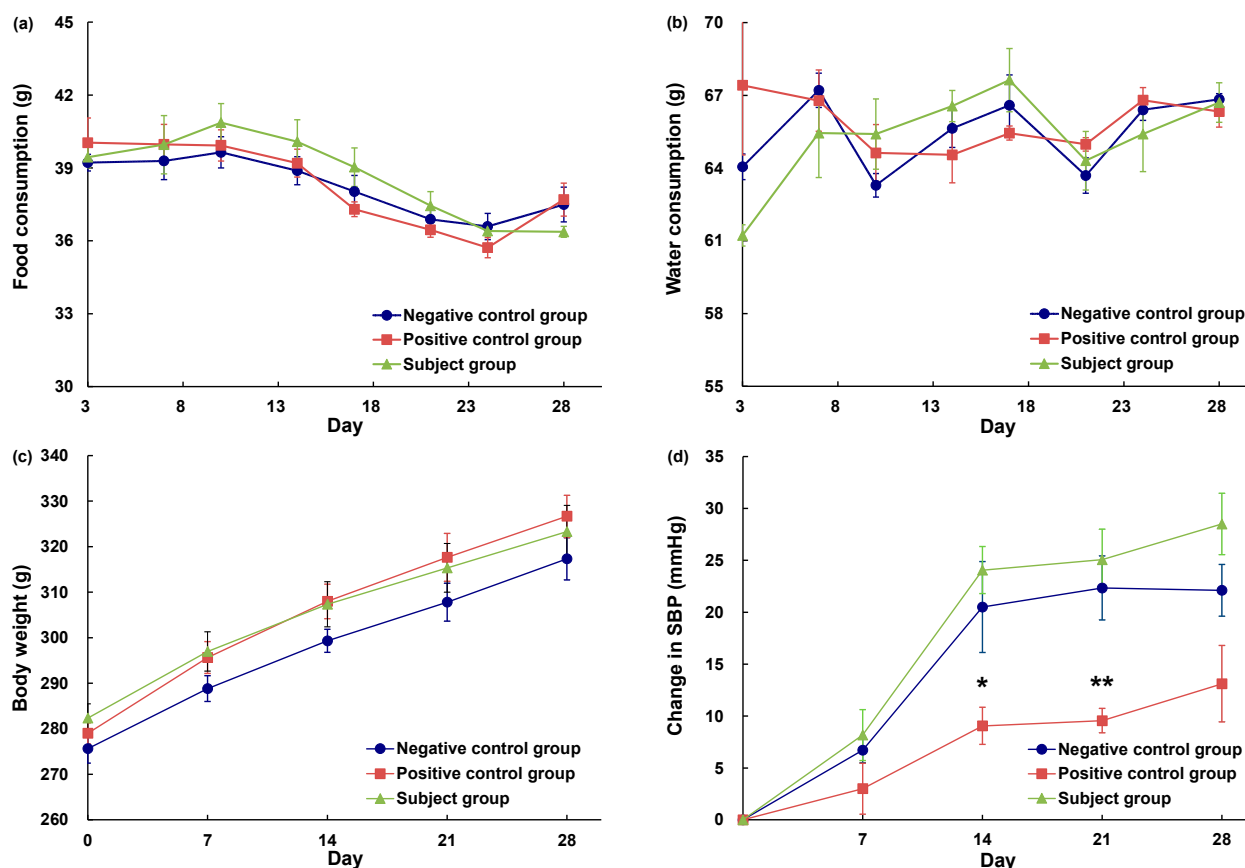 (a)
Food consumption (g)
45
42
39
36
33
30
3
8
13
18
23
28
Day
Negative control group
Positive control group
Subject group
(b)
Water consumption (g)
70
67
64
61
58
55
3
8
13
18
23
28
Day
Negative control group
Positive control group
Subject group
(c)
Body weight (g)
340
330
320
310
300
290
280
270
260
0
7
14
21
28
Day
Negative control group
Positive control group
Subject group
(d)
Change in SBP (mmHg)
35
30
25
20
15
10
5
0
7
14
21
28
Day
*
**
Negative control group
Positive control group
Subject group